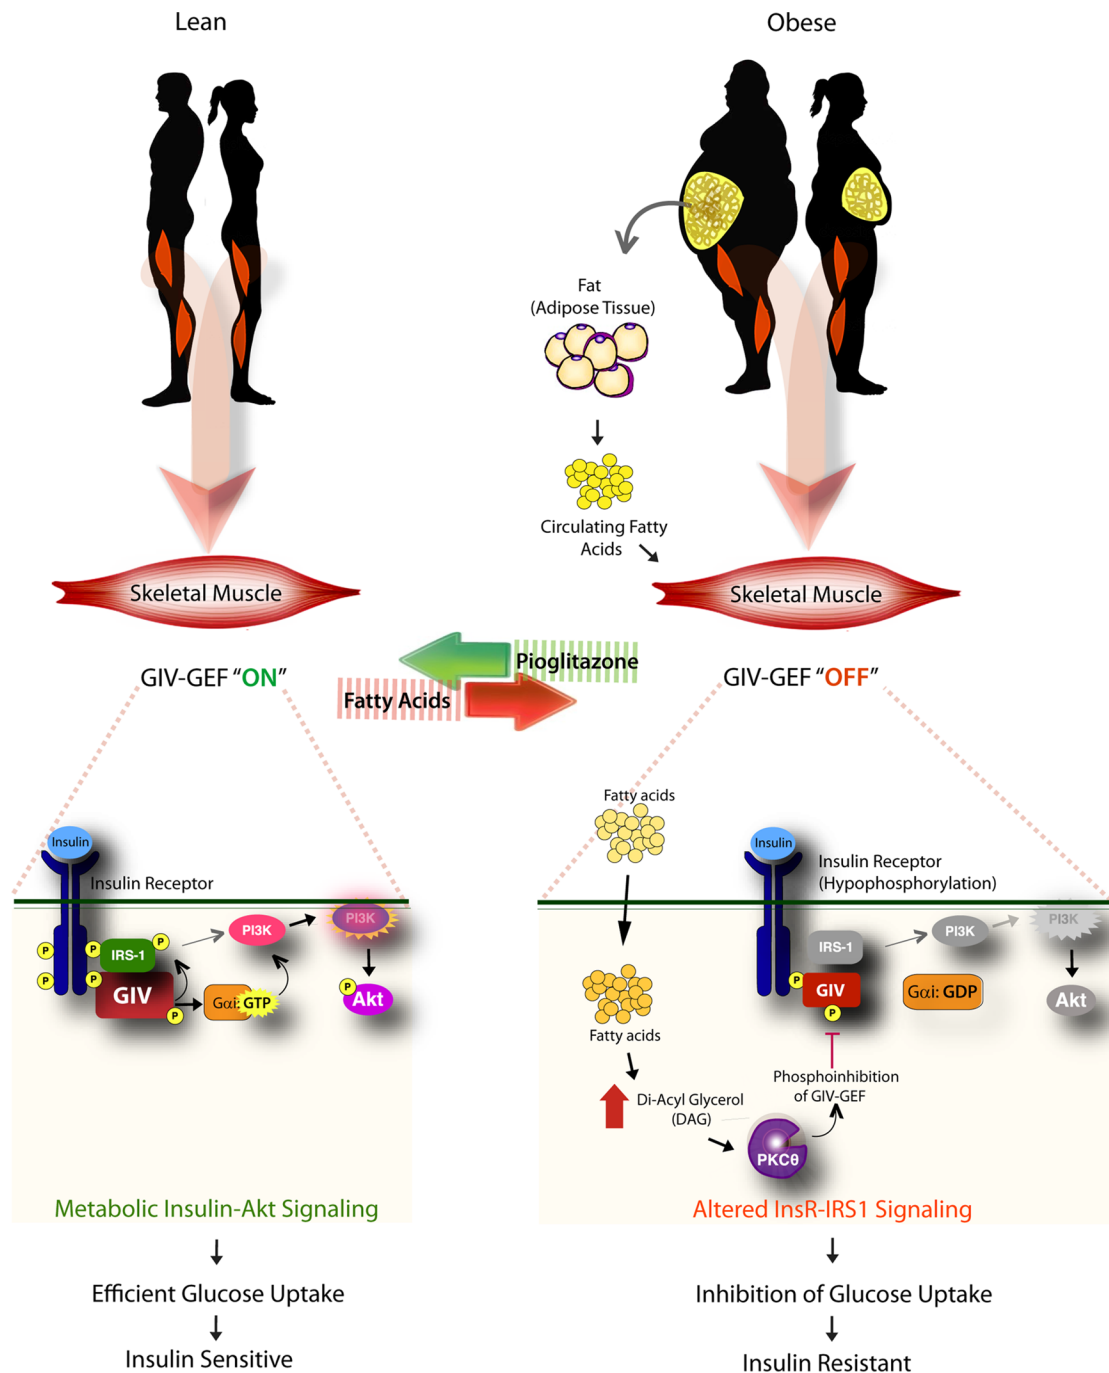 Lean
Obese
Fat
(Adipose Tissue)
Circulating Fatty
Acids
Skeletal Muscle
Skeletal Muscle
Pioglitazone
Fatty Acids
GIV-GEF “ON”
GIV-GEF “OFF”
Insulin
Insulin Receptor
P
P
P
P
P
IRS-1
GIV
P
Gαi: GTP
PI3K
PI3K
P
Akt
Fatty acids
Fatty acids
Insulin
Insulin Receptor
(Hypophosphorylation)
IRS-1
P
GIV
P
PI3K
PI3K
Gαi: GDP
Akt
Phosphoinhibition
of GIV-GEF
Di-Acyl Glycerol
(DAG)
PKCθ
Metabolic Insulin-Akt Signaling
Altered InsR-IRS1 Signaling
Efficient Glucose Uptake
Inhibition of Glucose Uptake
Insulin Sensitive
Insulin Resistant